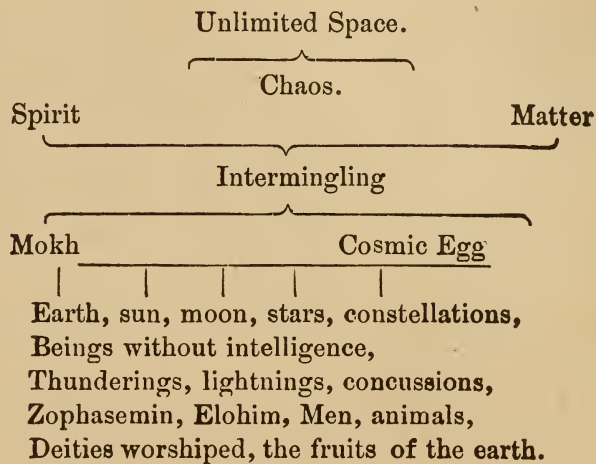 Unlimited Space.
Chaos.
Spirit Matter
Intermingling
Mokh Cosmic Egg
Earth, sun, moon, stars, constellations,
Beings without intelligence,
Thunderings, lightnings, concussions,
Zophasemin, Elohim, Men, animals,
Deities worshiped, the fruits of the earth.